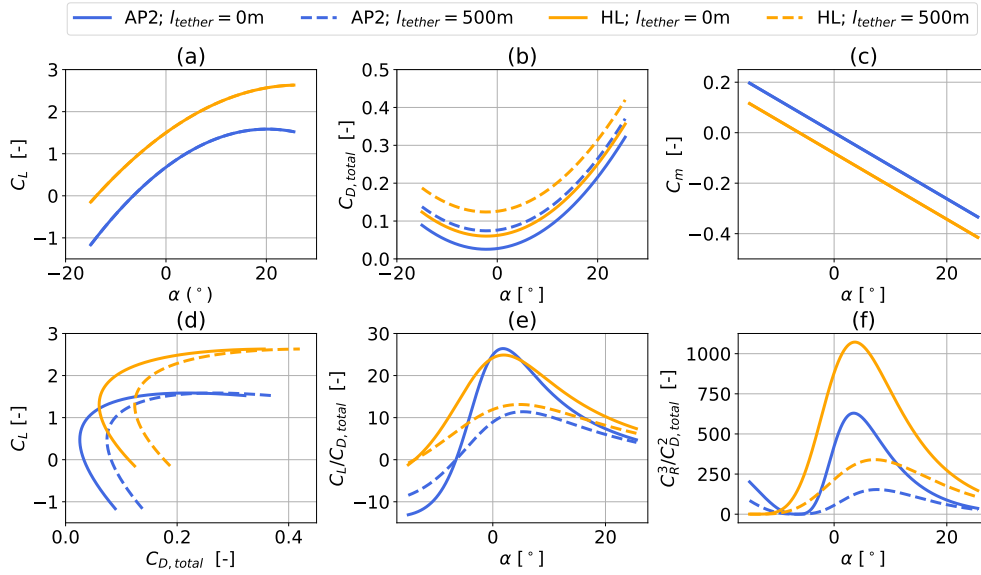 AP2; l_tether = 0m
AP2; l_tether = 500m
HL; l_tether = 0m
HL; l_tether = 500m
(a)
(b)
(c)
3
2
1
0
−1
C_L [-]
−20
0
20
α (°)
0.5
0.4
0.3
0.2
0.1
0.0
C_D,total [-]
−20
0
20
α [°]
0.2
0.0
−0.2
−0.4
C_m [-]
0
20
α [°]
(d)
(e)
(f)
3
2
1
0
−1
C_L [-]
0.0
0.2
0.4
C_D,total [-]
30
20
10
0
−10
C_L/C_D,total [-]
0
20
α [°]
1000
750
500
250
0
C_R^3/C_D,total^2 [-]
0
20
α [°]